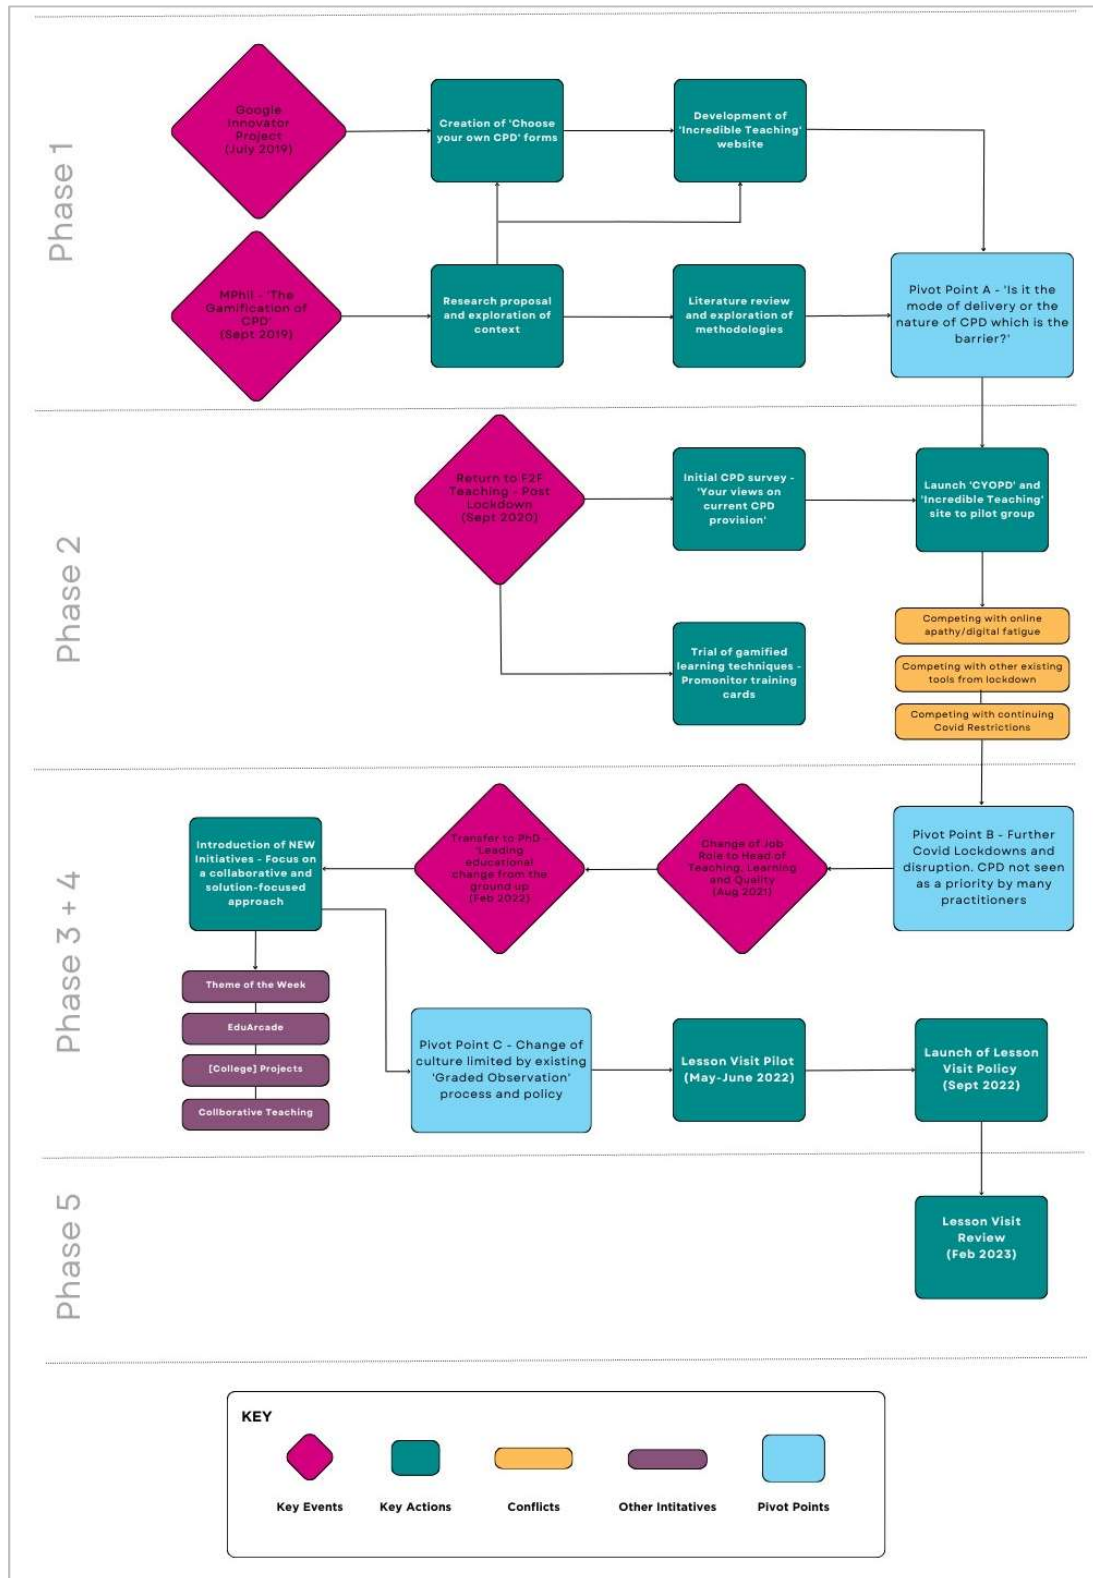 Phase 1
Google
Innovator
Project
(July 2019)
Creation of 'Choose
your own CPD' forms
Development of
'Incredible Teaching'
website
MPhil - 'The
Gamification of
CPD'
(Sept 2019)
Research proposal
and exploration of
context
Literature review
and exploration of
methodologies
Pivot Point A - 'Is it the
mode of delivery or the
nature of CPD which is the
barrier?'
Phase 2
Return to F2F
Teaching - Post
Lockdown
(Sept 2020)
Initial CPD survey -
'Your views on
current CPD
provision'
Launch 'CYOPD' and
'Incredible Teaching'
site to pilot group
Trial of gamified
learning techniques -
Promonitor training
cards
Competing with online
apathy/digital fatigue
Competing with other existing
tools from lockdown
Competing with continuing
Covid Restrictions
Phase 3 + 4
Introduction of NEW
Initiatives - Focus on
a collaborative and
solution-focused
approach
Transfer to PhD-
'Leading
educational
change from the
ground up
(Feb 2022)
Change of Job
Role to Head of
Teaching, Learning
and Quality
(Aug 2021)
Pivot Point B - Further
Covid Lockdowns and
disruption. CPD not seen
as a priority by many
practitioners
Theme of the Week
EduArcade
[College] Projects
Collborative Teaching
Pivot Point C - Change of
culture limited by existing
'Graded Observation'
process and policy
Lesson Visit Pilot
(May-June 2022)
Launch of Lesson
Visit Policy
(Sept 2022)
Phase 5
Lesson Visit
Review
(Feb 2023)
KEY
Key Events
Key Actions
Conflicts
Other Intitatives
Pivot Points